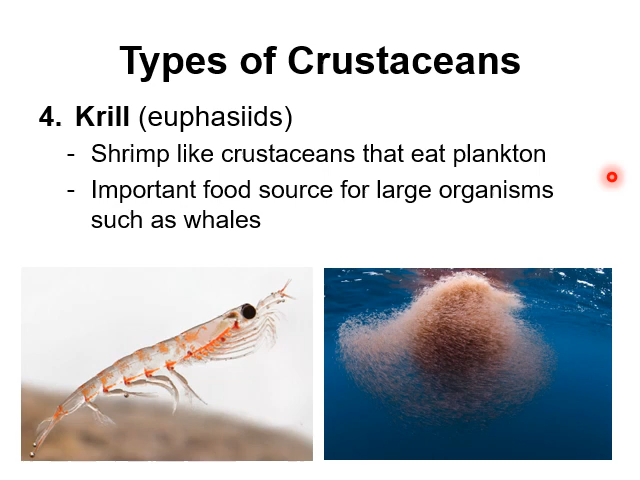 Types of Crustaceans
4. Krill (euphasiids)
- Shrimp like crustaceans that eat plankton
- Important food source for large organisms
such as whales